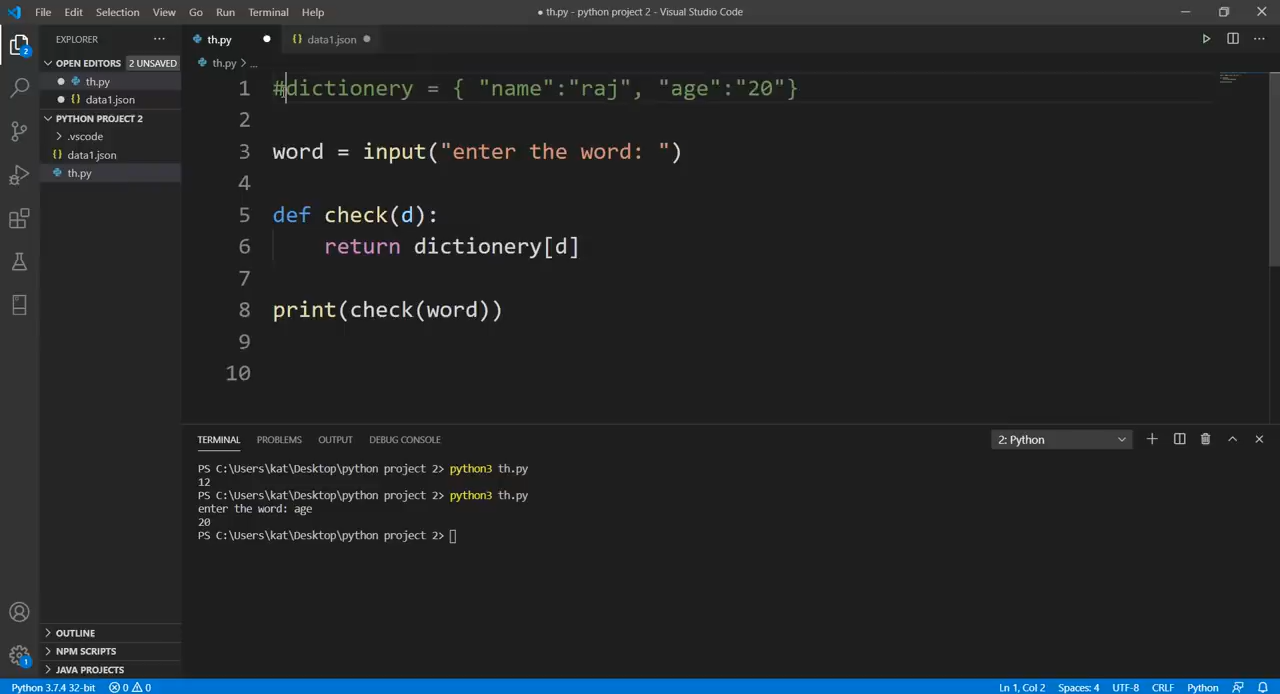 File Edit Selection View Go Run Terminal Help
● th.py - python project 2 - Visual Studio Code
EXPLORER ···
OPEN EDITORS 2 UNSAVED
th.py
{} data1.json
PYTHON PROJECT 2
.vscode
{} data1.json
th.py
2
1
th.py ●
{} data1.json ●
th.py > ...
1 #dictionery = { "name":"raj", "age":"20"}
2
3 word = input("enter the word: ")
4
5 def check(d):
6 return dictionery[d]
7
8 print(check(word))
9
10
TERMINAL PROBLEMS OUTPUT DEBUG CONSOLE
2: Python
PS C:\Users\kat\Desktop\python project 2> python3 th.py
12
PS C:\Users\kat\Desktop\python project 2> python3 th.py
enter the word: age
20
PS C:\Users\kat\Desktop\python project 2>
OUTLINE
NPM SCRIPTS
JAVA PROJECTS
Python 3.7.4 32-bit 0 0
Ln 1, Col 2 Spaces: 4 UTF-8 CRLF Python